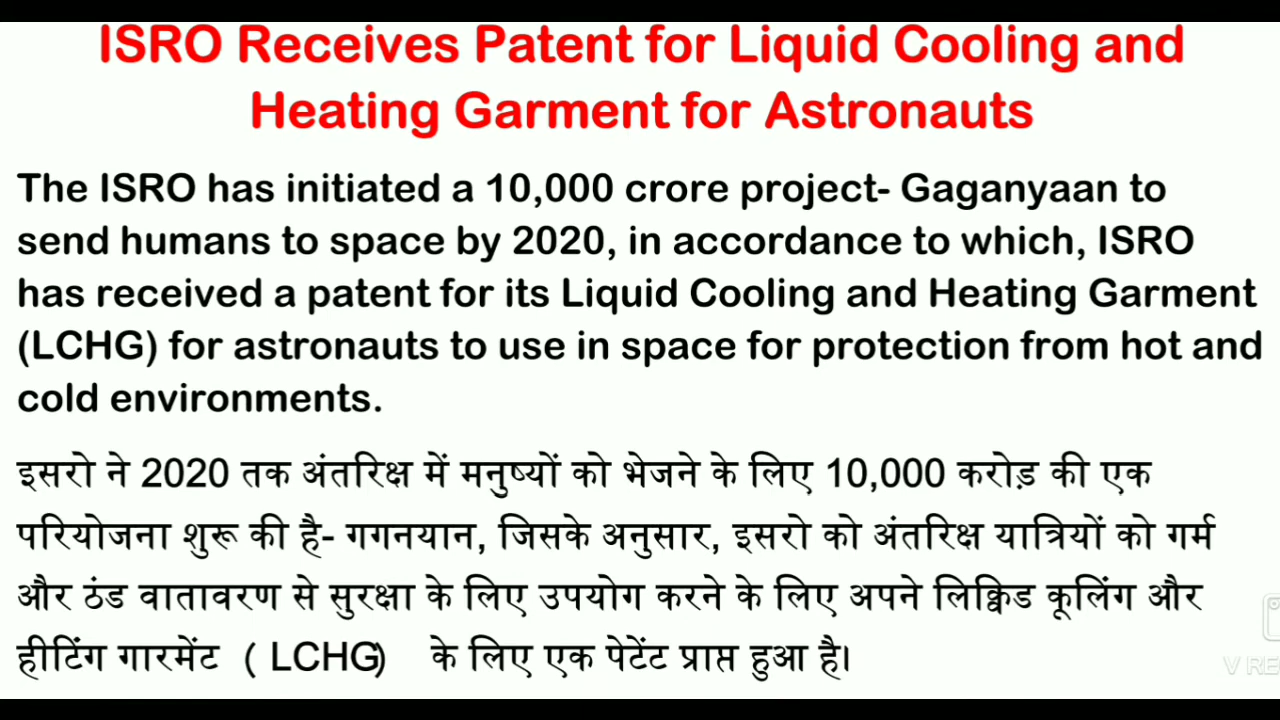 ISRO Receives Patent for Liquid Cooling and
Heating Garment for Astronauts
The ISRO has initiated a 10,000 crore project- Gaganyaan to
send humans to space by 2020, in accordance to which, ISRO
has received a patent for its Liquid Cooling and Heating Garment
(LCHG) for astronauts to use in space for protection from hot and
cold environments.
इसरो ने 2020 तक अंतरिक्ष में मनुष्यों को भेजने के लिए 10,000 करोड़ की एक
परियोजना शुरू की है- गगनयान, जिसके अनुसार, इसरो को अंतरिक्ष यात्रियों को गर्म
और ठंड वातावरण से सुरक्षा के लिए उपयोग करने के लिए अपने लिक्विड कूलिंग और
हीटिंग गारमेंट ( LCHG) के लिए एक पेटेंट प्राप्त हुआ है।